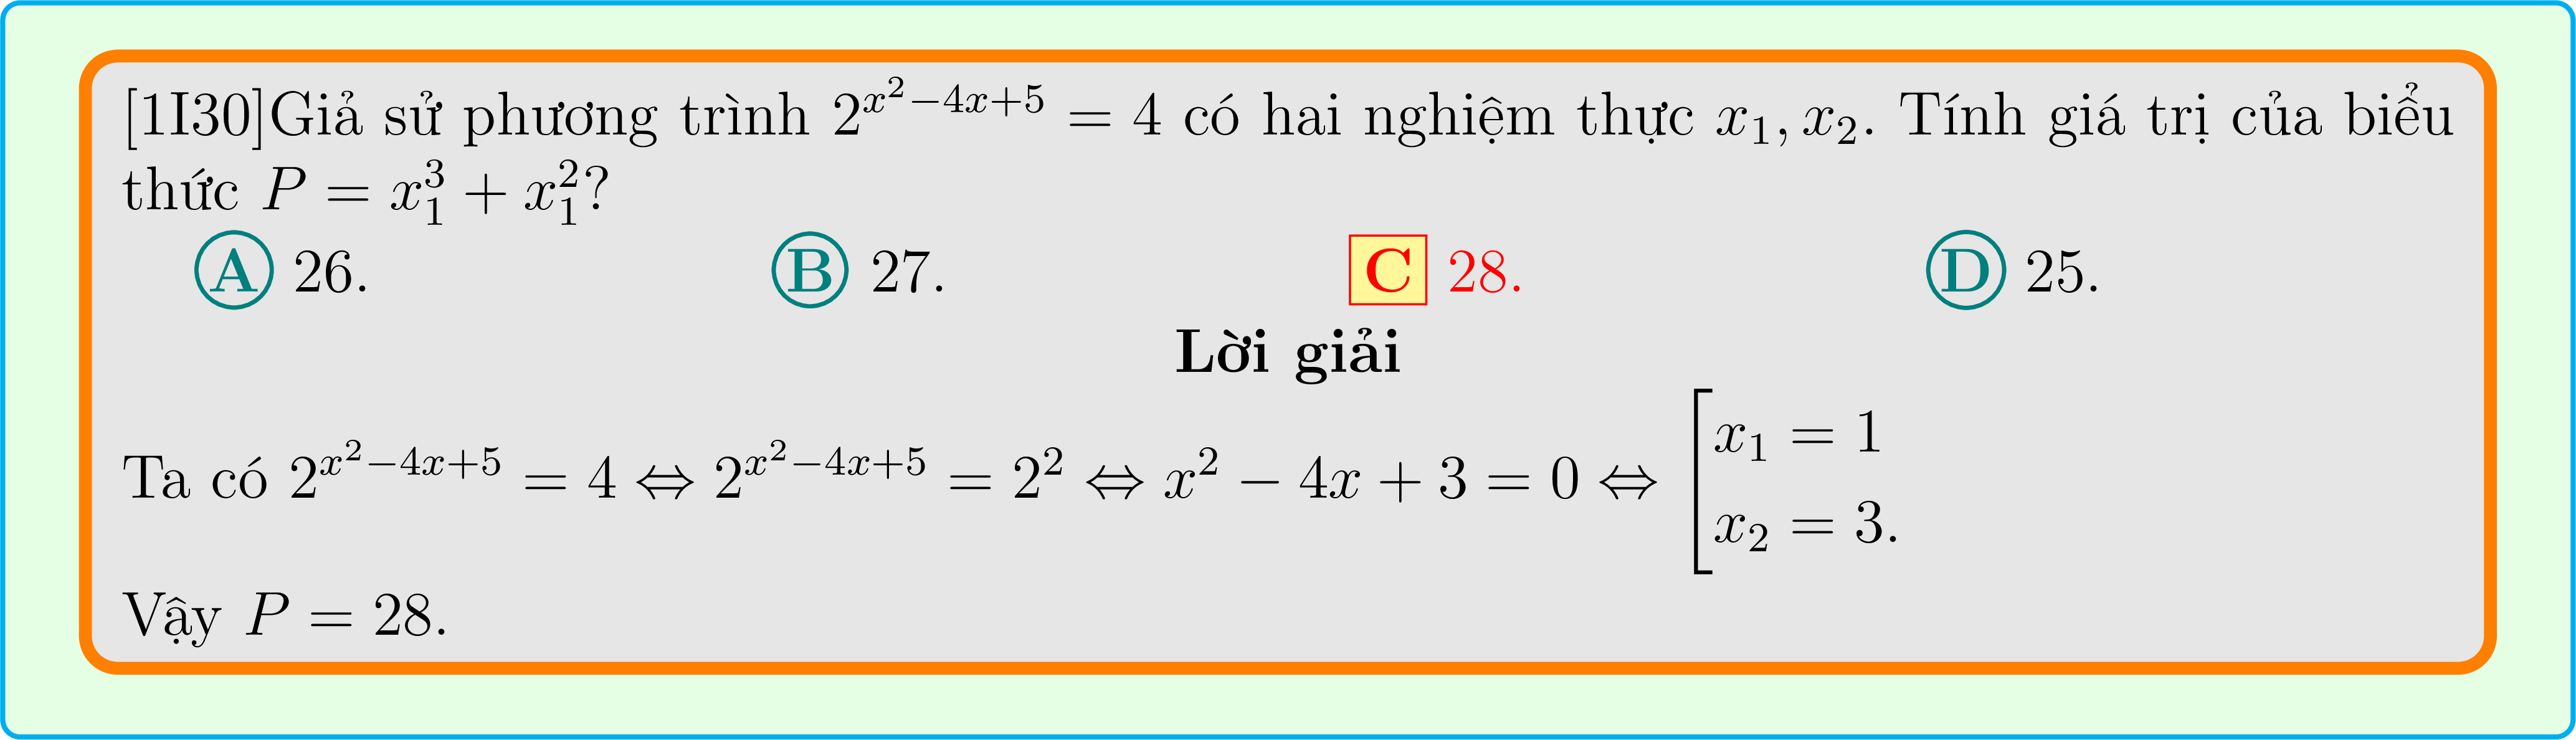 [1I30]Giả sử phương trình $2^{x^2-4x+5} = 4$ có hai nghiệm thực $x_1, x_2$. Tính giá trị của biểu
thức $P = x_1^3 + x_1^2$?
A 26. B 27. C 28. D 25.
Lời giải
Ta có $2^{x^2-4x+5} = 4 \Leftrightarrow 2^{x^2-4x+5} = 2^2 \Leftrightarrow x^2 - 4x + 3 = 0 \Leftrightarrow \left[\begin{array}{l} x_1 = 1 \\ x_2 = 3. \end{array}\right.$
Vậy $P = 28.$